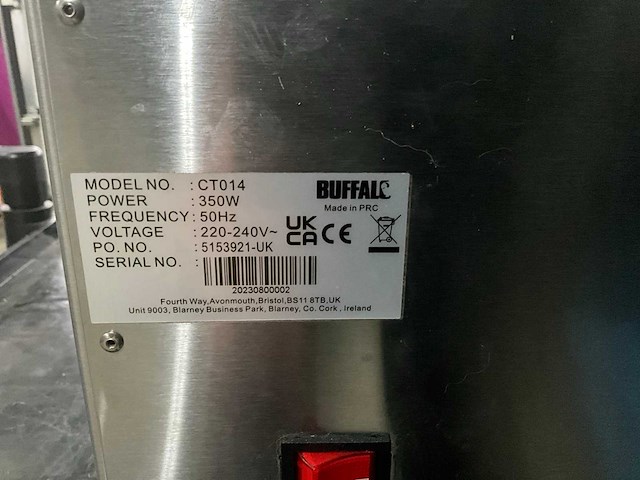 MODEL NO. : CT014
POWER : 350W
FREQUENCY : 50Hz
VOLTAGE : 220-240V~
PO. NO. : 5153921-UK
SERIAL NO. :
BUFFALO
Made in PRC
UK
CA CE
20230800002
Fourth Way,Avonmouth,Bristol,BS11 8TB,UK
Unit 9003, Blarney Business Park, Blarney, Co. Cork , Ireland